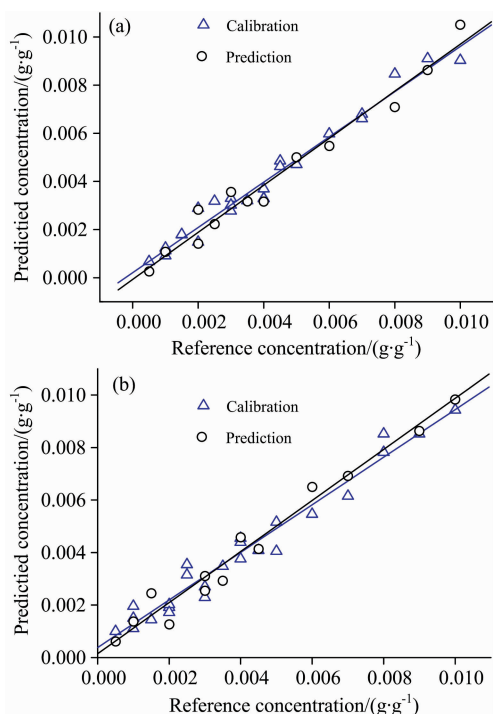 (a)
Calibration
Prediction
0.010
0.008
0.006
0.004
0.002
0.000
Predictied concentration/(g·g⁻¹)
0.000 0.002 0.004 0.006 0.008 0.010
Reference concentration/(g·g⁻¹)
(b)
Calibration
Prediction
0.010
0.008
0.006
0.004
0.002
0.000
Predictied concentration/(g·g⁻¹)
0.000 0.002 0.004 0.006 0.008 0.010
Reference concentration/(g·g⁻¹)